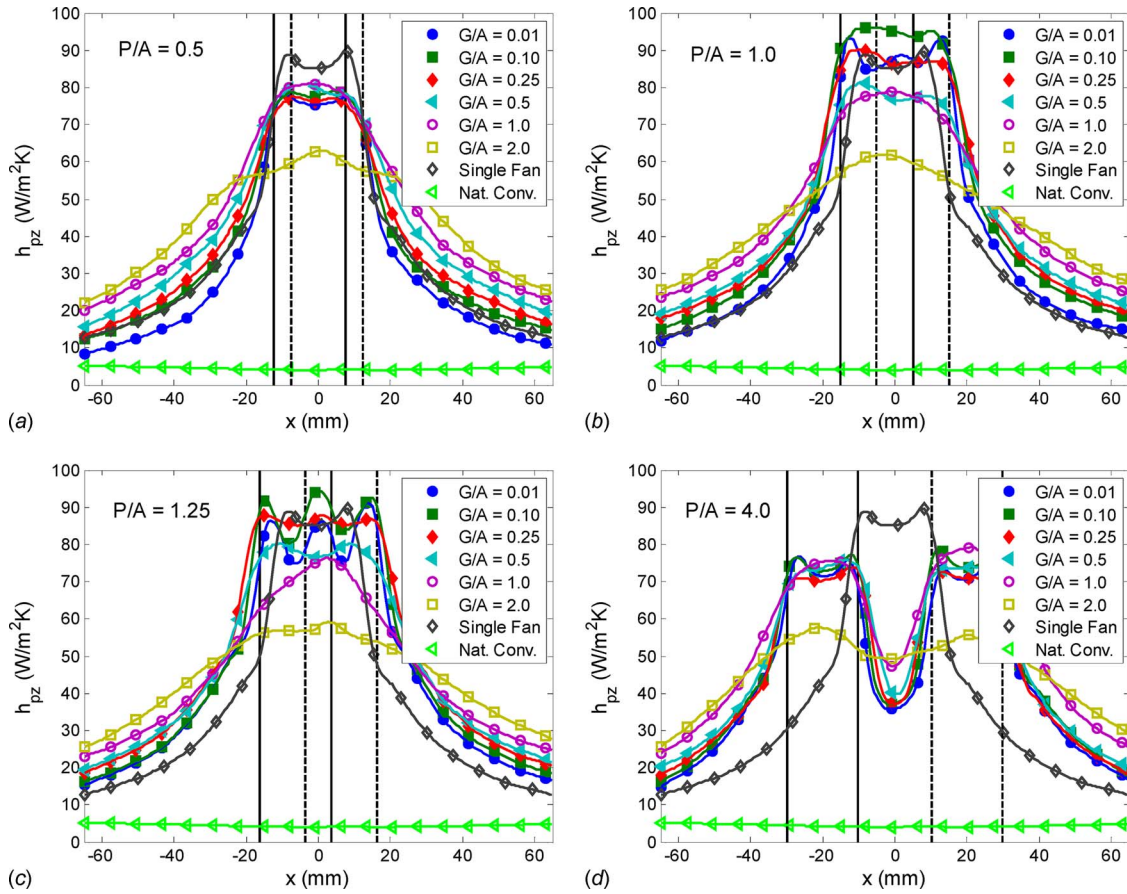 100
90
80
70
60
50
40
30
20
10
0
h_pz (W/m²K)
P/A = 0.5
G/A = 0.01
G/A = 0.10
G/A = 0.25
G/A = 0.5
G/A = 1.0
G/A = 2.0
Single Fan
Nat. Conv.
-60 -40 -20 0 20 40 60
(a) x (mm)
100
90
80
70
60
50
40
30
20
10
0
h_pz (W/m²K)
P/A = 1.0
G/A = 0.01
G/A = 0.10
G/A = 0.25
G/A = 0.5
G/A = 1.0
G/A = 2.0
Single Fan
Nat. Conv.
-60 -40 -20 0 20 40 60
(b) x (mm)
100
90
80
70
60
50
40
30
20
10
0
h_pz (W/m²K)
P/A = 1.25
G/A = 0.01
G/A = 0.10
G/A = 0.25
G/A = 0.5
G/A = 1.0
G/A = 2.0
Single Fan
Nat. Conv.
-60 -40 -20 0 20 40 60
(c) x (mm)
100
90
80
70
60
50
40
30
20
10
0
h_pz (W/m²K)
P/A = 4.0
G/A = 0.01
G/A = 0.10
G/A = 0.25
G/A = 0.5
G/A = 1.0
G/A = 2.0
Single Fan
Nat. Conv.
-60 -40 -20 0 20 40 60
(d) x (mm)